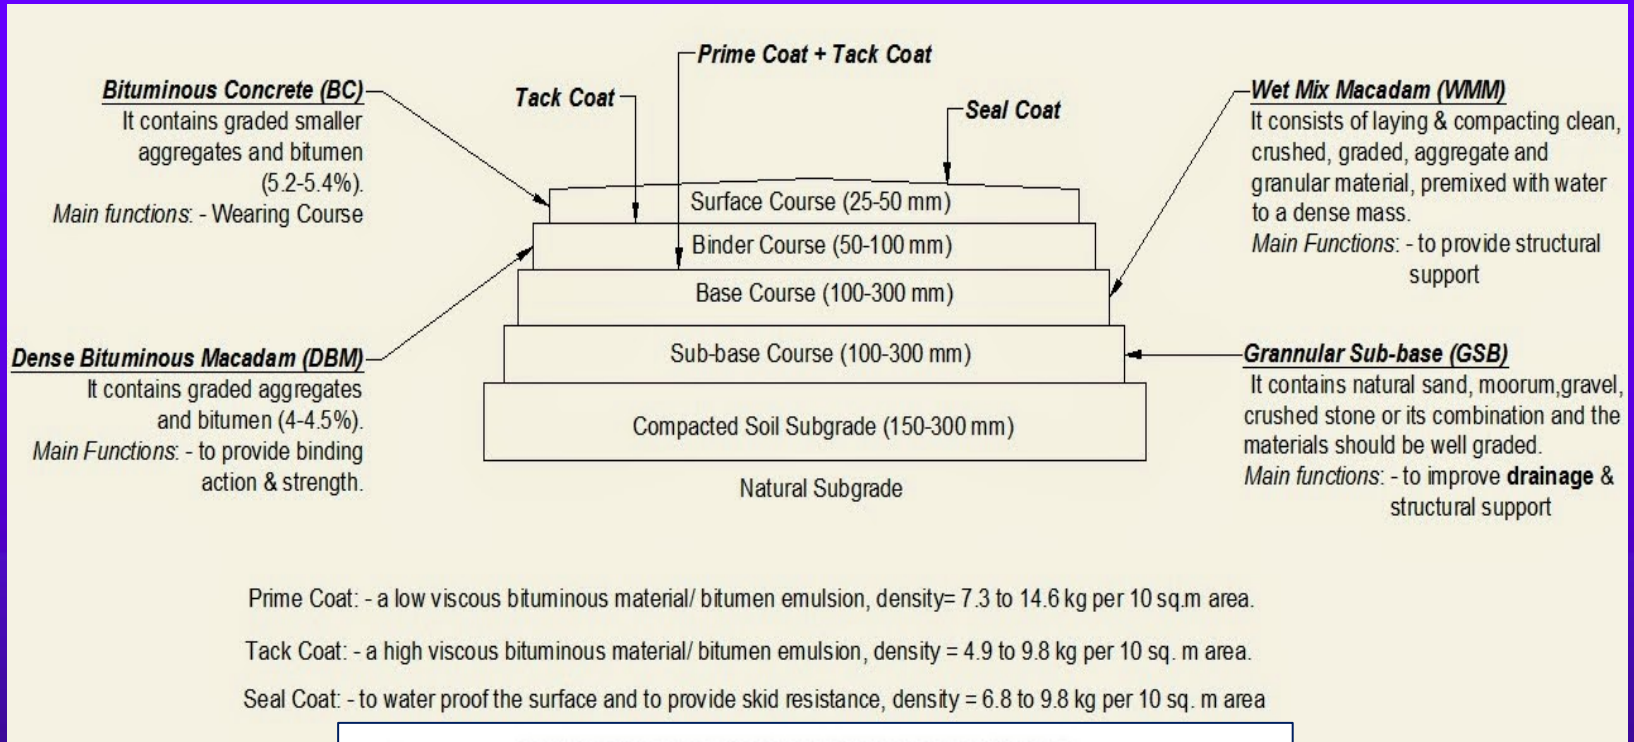 Prime Coat + Tack Coat
Tack Coat
Seal Coat
Bituminous Concrete (BC)
It contains graded smaller
aggregates and bitumen
(5.2-5.4%).
Main functions: - Wearing Course
Dense Bituminous Macadam (DBM)
It contains graded aggregates
and bitumen (4-4.5%).
Main Functions: - to provide binding
action & strength.
Surface Course (25-50 mm)
Binder Course (50-100 mm)
Base Course (100-300 mm)
Sub-base Course (100-300 mm)
Compacted Soil Subgrade (150-300 mm)
Natural Subgrade
Wet Mix Macadam (WMM)
It consists of laying & compacting clean,
crushed, graded, aggregate and
granular material, premixed with water
to a dense mass.
Main Functions: - to provide structural
support
Grannular Sub-base (GSB)
It contains natural sand, moorum,gravel,
crushed stone or its combination and the
materials should be well graded.
Main functions: - to improve drainage &
structural support
Prime Coat: - a low viscous bituminous material/ bitumen emulsion, density= 7.3 to 14.6 kg per 10 sq.m area.
Tack Coat: - a high viscous bituminous material/ bitumen emulsion, density = 4.9 to 9.8 kg per 10 sq. m area.
Seal Coat: - to water proof the surface and to provide skid resistance, density = 6.8 to 9.8 kg per 10 sq. m area